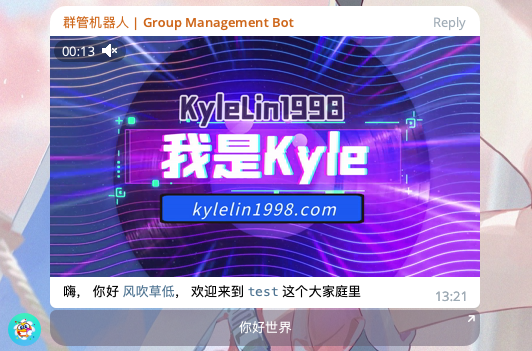 群管机器人 | Group Management Bot
Reply
00:13
KyleLin1998
我是Kyle
kylelin1998.com
嗨， 你好 风吹草低， 欢迎来到 test 这个大家庭里
13:21
你好世界